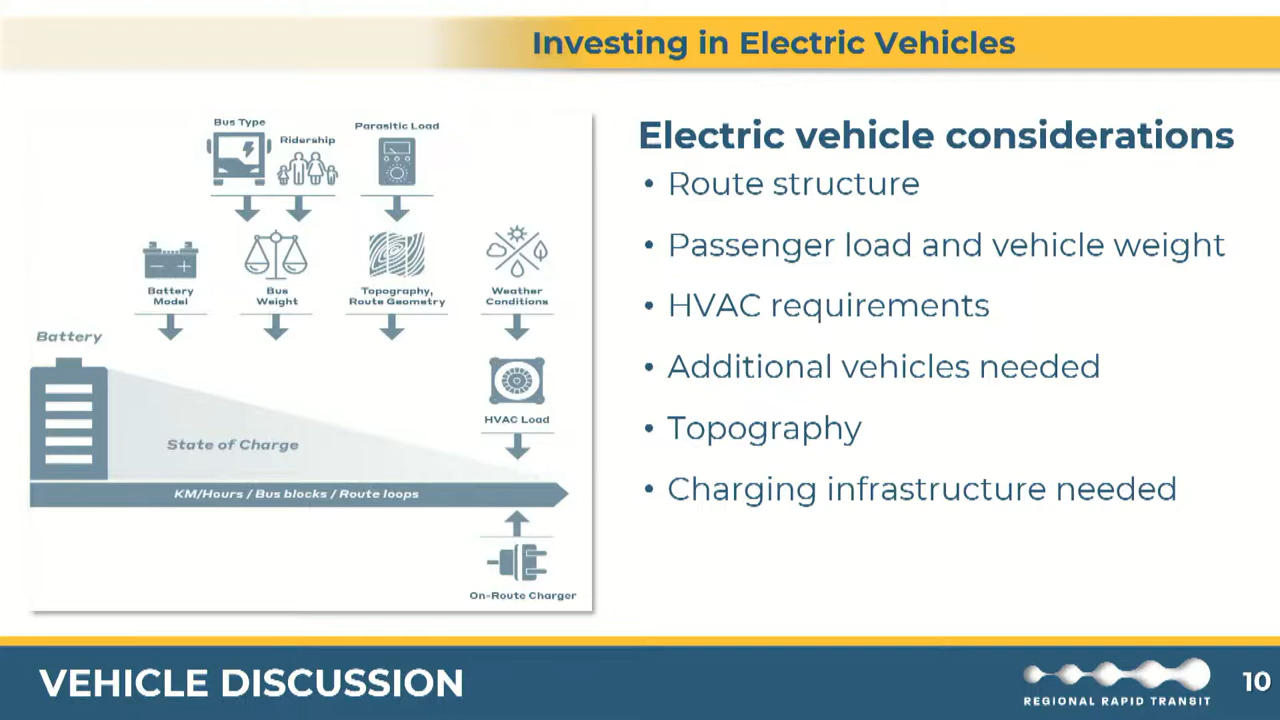 Investing in Electric Vehicles
Bus Type
Ridership
Parasitic Load
Battery
Model
Bus
Weight
Topography,
Route Geometry
Weather
Conditions
Battery
HVAC Load
State of Charge
KM/Hours / Bus blocks / Route loops
On-Route Charger
Electric vehicle considerations
• Route structure
• Passenger load and vehicle weight
• HVAC requirements
• Additional vehicles needed
• Topography
• Charging infrastructure needed
VEHICLE DISCUSSION
REGIONAL RAPID TRANSIT
10